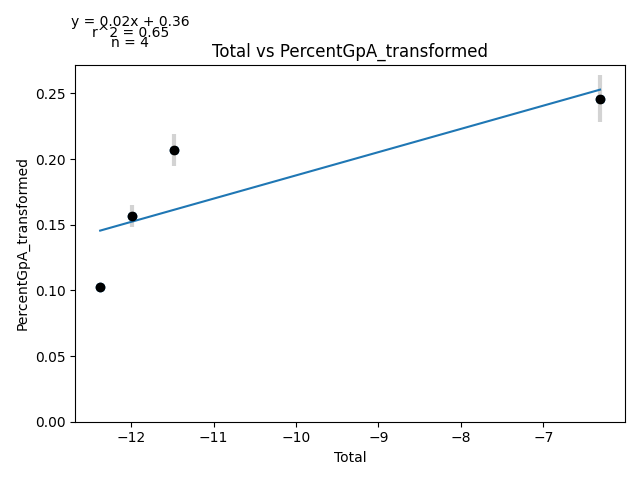 y = 0.02x + 0.36
r^2 = 0.65
n = 4
Total vs PercentGpA_transformed
PercentGpA_transformed
0.25
0.20
0.15
0.10
0.05
0.00
−12
−11
−10
−9
−8
−7
Total